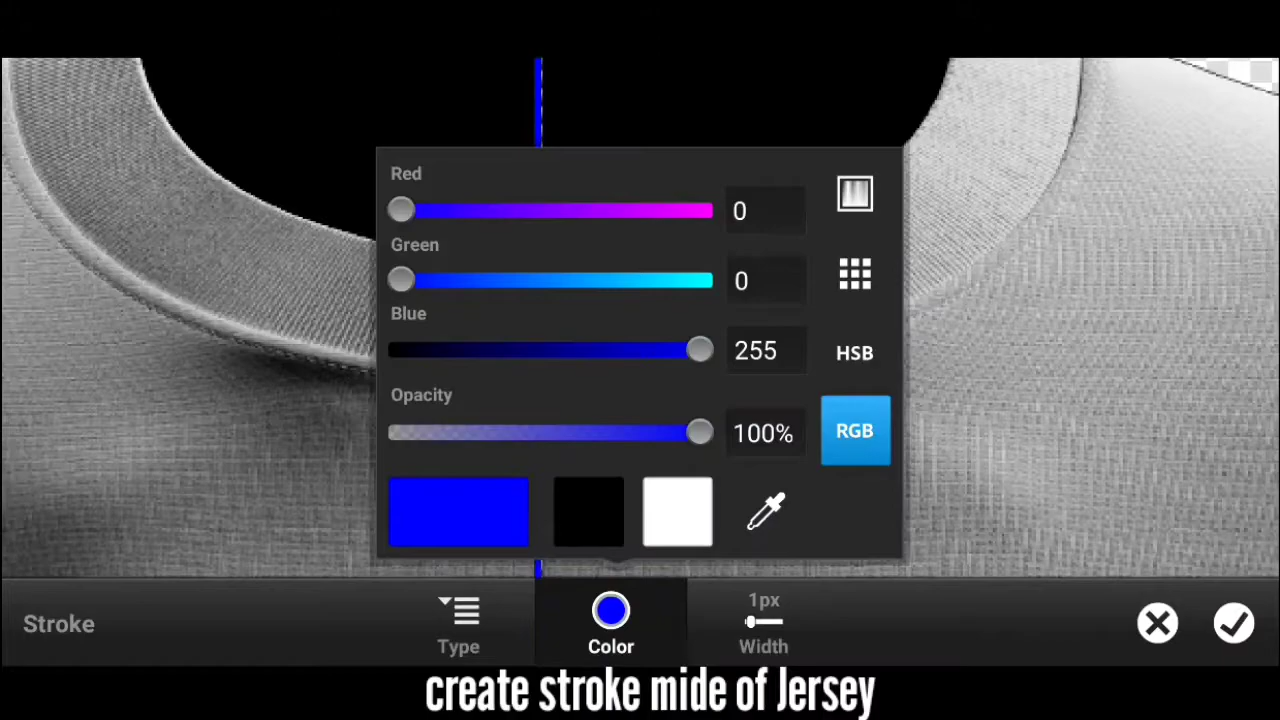 Red
0
Green
0
Blue
255
HSB
Opacity
100%
RGB
Stroke
Type
Color
1px
Width
create stroke mide of Jersey